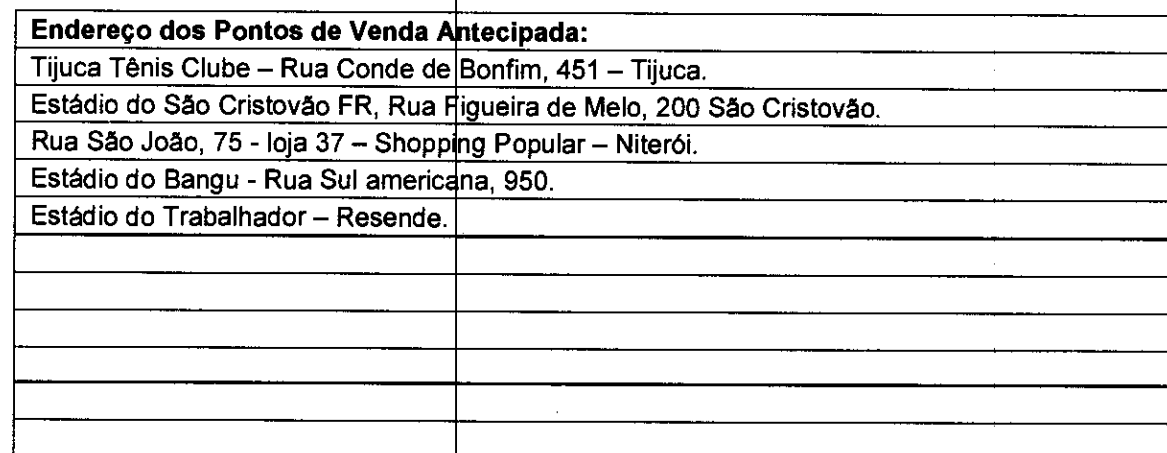 Endereço dos Pontos de Venda Antecipada:
Tijuca Tênis Clube – Rua Conde de Bonfim, 451 – Tijuca.
Estádio do São Cristovão FR, Rua Figueira de Melo, 200 São Cristovão.
Rua São João, 75 - loja 37 – Shopping Popular – Niterói.
Estádio do Bangu - Rua Sul americana, 950.
Estádio do Trabalhador – Resende.